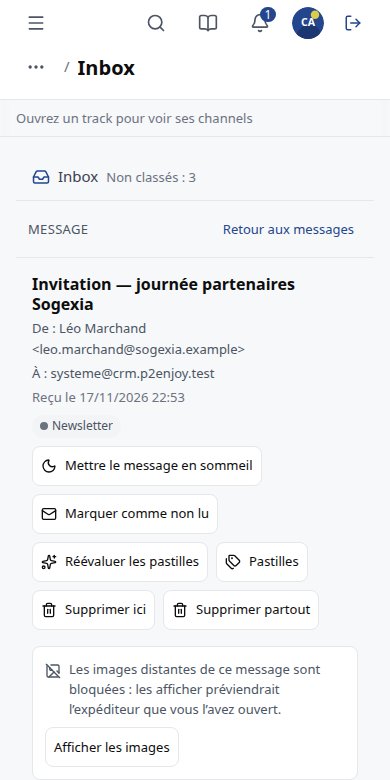 1
CA
... / Inbox
Ouvrez un track pour voir ses channels
Inbox Non classés : 3
MESSAGE Retour aux messages
Invitation — journée partenaires
Sogexia
De : Léo Marchand
<leo.marchand@sogexia.example>
À : systeme@crm.p2enjoy.test
Reçu le 17/11/2026 22:53
Newsletter
Mettre le message en sommeil
Marquer comme non lu
Réévaluer les pastilles Pastilles
Supprimer ici Supprimer partout
Les images distantes de ce message sont
bloquées : les afficher préviendrait
l’expéditeur que vous l’avez ouvert.
Afficher les images